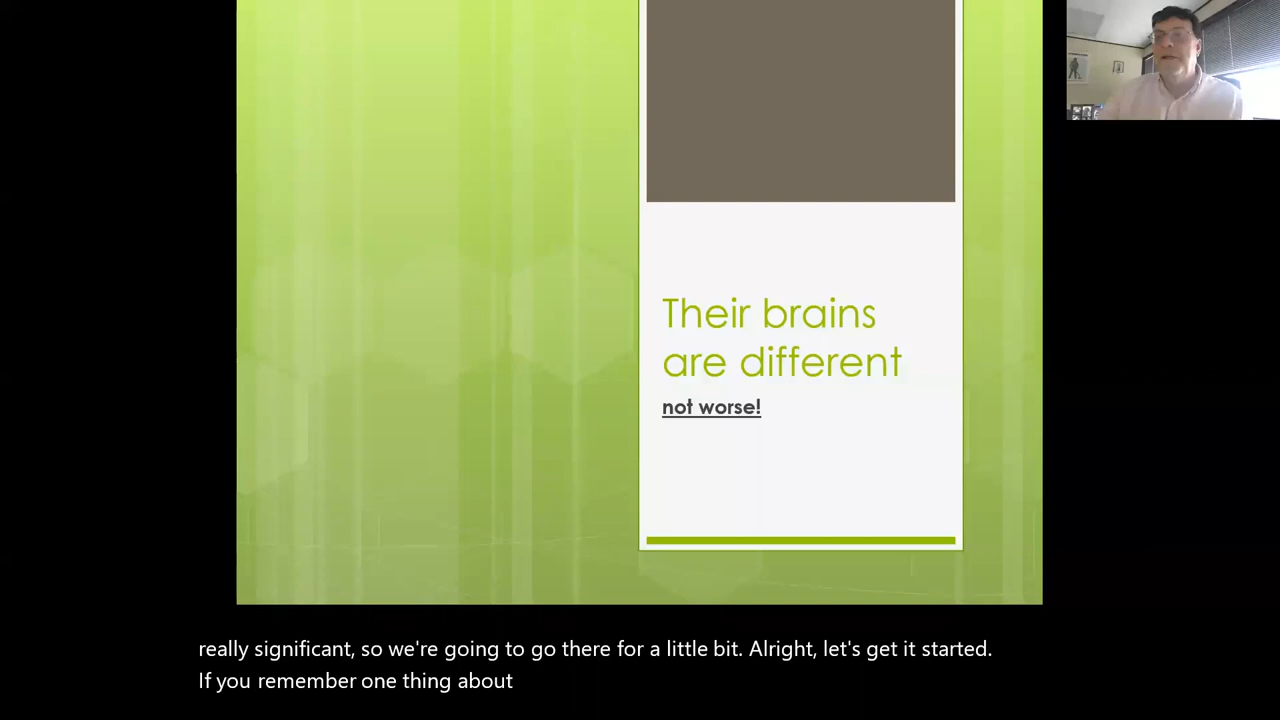 Their brains
are different
not worse!
really significant, so we're going to go there for a little bit. Alright, let's get it started.
If you remember one thing about